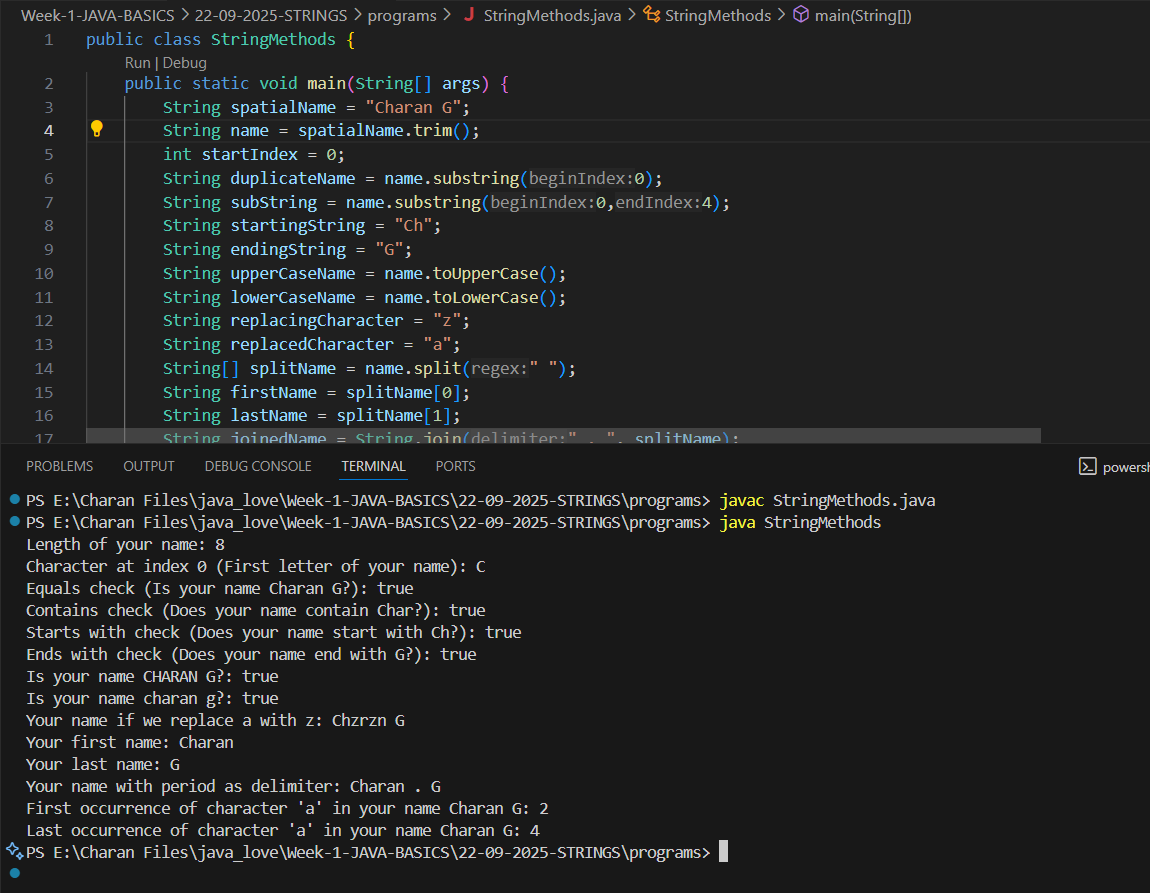 Week-1-JAVA-BASICS > 22-09-2025-STRINGS > programs > J StringMethods.java > StringMethods > main(String[])
1 public class StringMethods {
Run | Debug
2 public static void main(String[] args) {
3 String spatialName = "Charan G";
4 String name = spatialName.trim();
5 int startIndex = 0;
6 String duplicateName = name.substring(beginIndex:0);
7 String subString = name.substring(beginIndex:0,endIndex:4);
8 String startingString = "Ch";
9 String endingString = "G";
10 String upperCaseName = name.toUpperCase();
11 String lowerCaseName = name.toLowerCase();
12 String replacingCharacter = "z";
13 String replacedCharacter = "a";
14 String[] splitName = name.split(regex:" ");
15 String firstName = splitName[0];
16 String lastName = splitName[1];
17 String joinedName = String.join(delimiter:" . ", splitName);
PROBLEMS OUTPUT DEBUG CONSOLE TERMINAL PORTS powersh
PS E:\Charan Files\java_love\Week-1-JAVA-BASICS\22-09-2025-STRINGS\programs> javac StringMethods.java
PS E:\Charan Files\java_love\Week-1-JAVA-BASICS\22-09-2025-STRINGS\programs> java StringMethods
Length of your name: 8
Character at index 0 (First letter of your name): C
Equals check (Is your name Charan G?): true
Contains check (Does your name contain Char?): true
Starts with check (Does your name start with Ch?): true
Ends with check (Does your name end with G?): true
Is your name CHARAN G?: true
Is your name charan g?: true
Your name if we replace a with z: Chzrzn G
Your first name: Charan
Your last name: G
Your name with period as delimiter: Charan . G
First occurrence of character 'a' in your name Charan G: 2
Last occurrence of character 'a' in your name Charan G: 4
PS E:\Charan Files\java_love\Week-1-JAVA-BASICS\22-09-2025-STRINGS\programs>